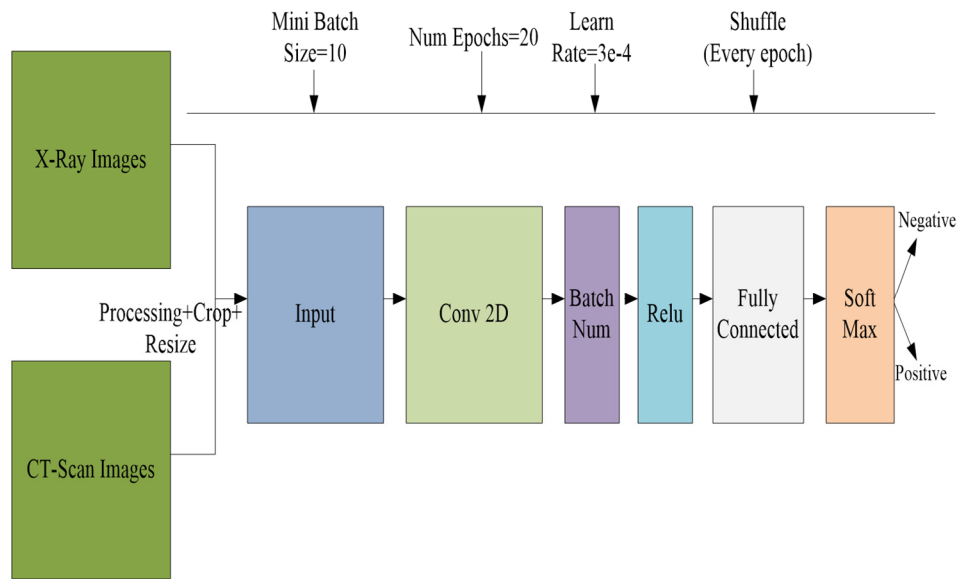 Mini Batch
Size=10
Num Epochs=20
Learn
Rate=3e-4
Shuffle
(Every epoch)
X-Ray Images
Processing+Crop+
Resize
CT-Scan Images
Input
Conv 2D
Batch
Num
Relu
Fully
Connected
Soft
Max
Negative
Positive